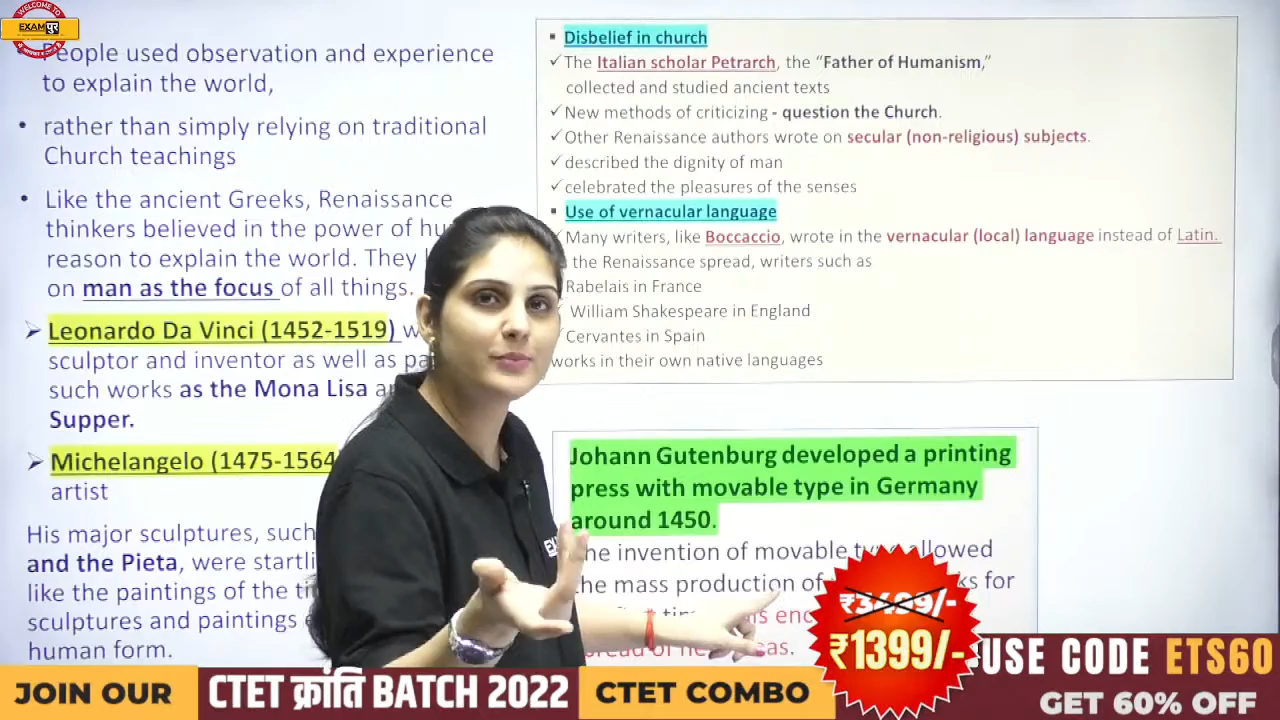 WELCOME TO
EXAMपुर
People used observation and experience
to explain the world,
• rather than simply relying on traditional
Church teachings
• Like the ancient Greeks, Renaissance
thinkers believed in the power of
reason to explain the world. They
on man as the focus of all things.
➢ Leonardo Da Vinci (1452-1519)
sculptor and inventor as well as
such works as the Mona Lisa
Supper.
➢ Michelangelo (1475-1564
artist
His major sculptures, such
and the Pieta, were
like the paintings of the
sculptures and paintings
human form.
▪ Disbelief in church
✓The Italian scholar Petrarch, the “Father of Humanism,”
collected and studied ancient texts
✓New methods of criticizing - question the Church.
✓Other Renaissance authors wrote on secular (non-religious) subjects.
✓described the dignity of man
✓celebrated the pleasures of the senses
▪ Use of vernacular language
✓Many writers, like Boccaccio, wrote in the vernacular (local) language instead of Latin.
the Renaissance spread, writers such as
Rabelais in France
William Shakespeare in England
Cervantes in Spain
works in their own native languages
Johann Gutenburg developed a printing
press with movable type in Germany
around 1450.
The invention of movable type allowed
the mass production of for
₹3499/-
₹1399/-
USE CODE ETS60
GET 60% OFF
JOIN OUR CTET क्रांति BATCH 2022 CTET COMBO